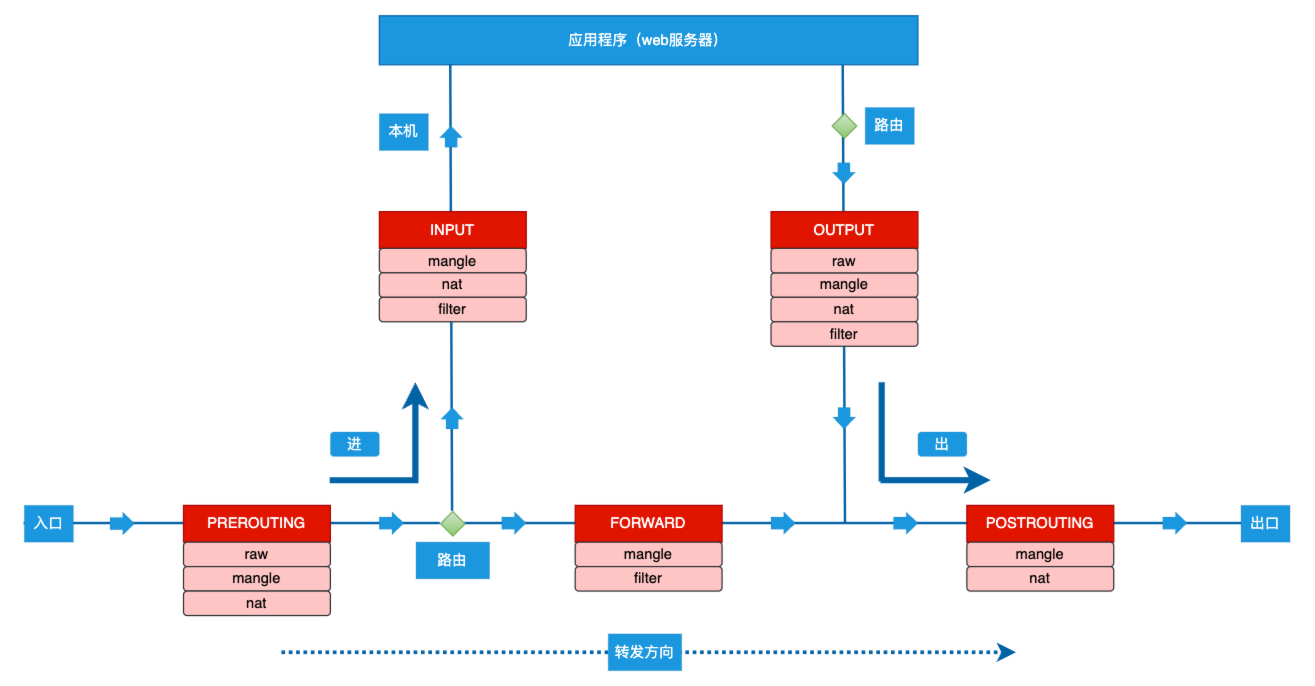 应用程序（web服务器）
本机
路由
INPUT
mangle
nat
filter
OUTPUT
raw
mangle
nat
filter
进
出
入口
PREROUTING
raw
mangle
nat
路由
FORWARD
mangle
filter
POSTROUTING
mangle
nat
出口
转发方向